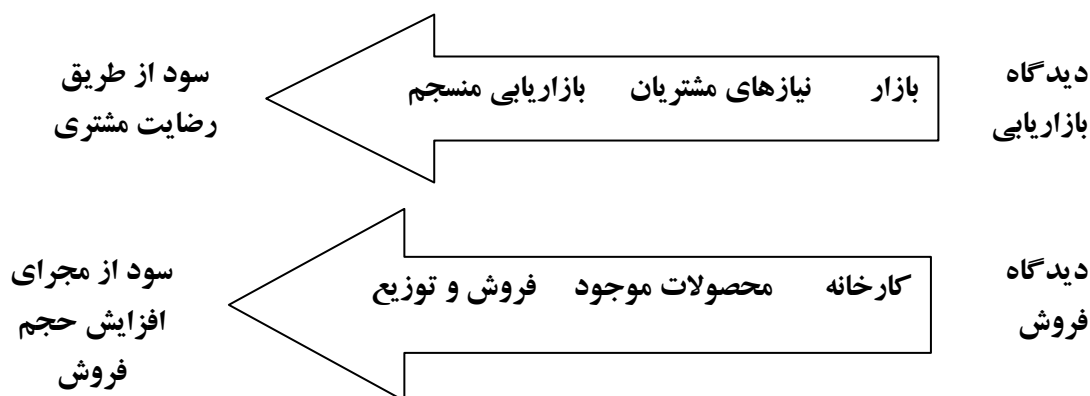 دیدگاه
بازاریابی
بازار نیازهای مشتریان بازاریابی منسجم
سود از طریق
رضایت مشتری
دیدگاه
فروش
کارخانه محصولات موجود فروش و توزیع
سود از مجرای
افزایش حجم
فروش